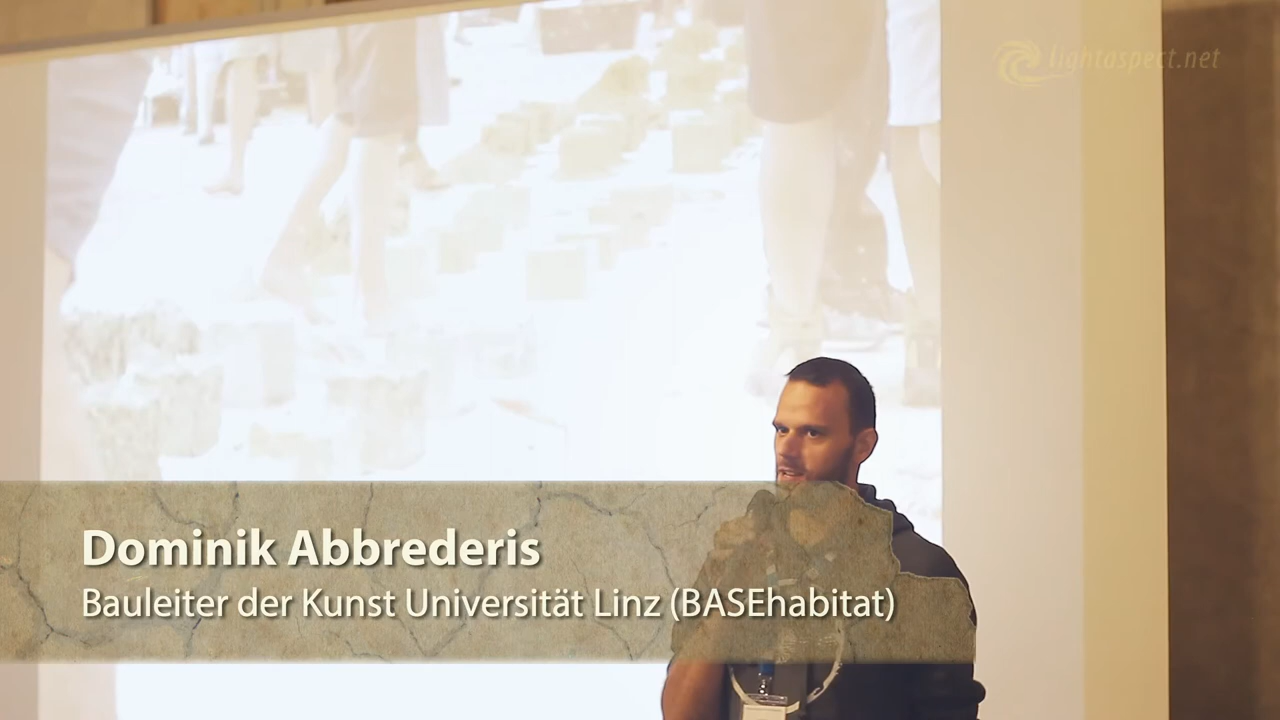 lightaspect.net
Dominik Abbrederis
Bauleiter der Kunst Universität Linz (BASEhabitat)